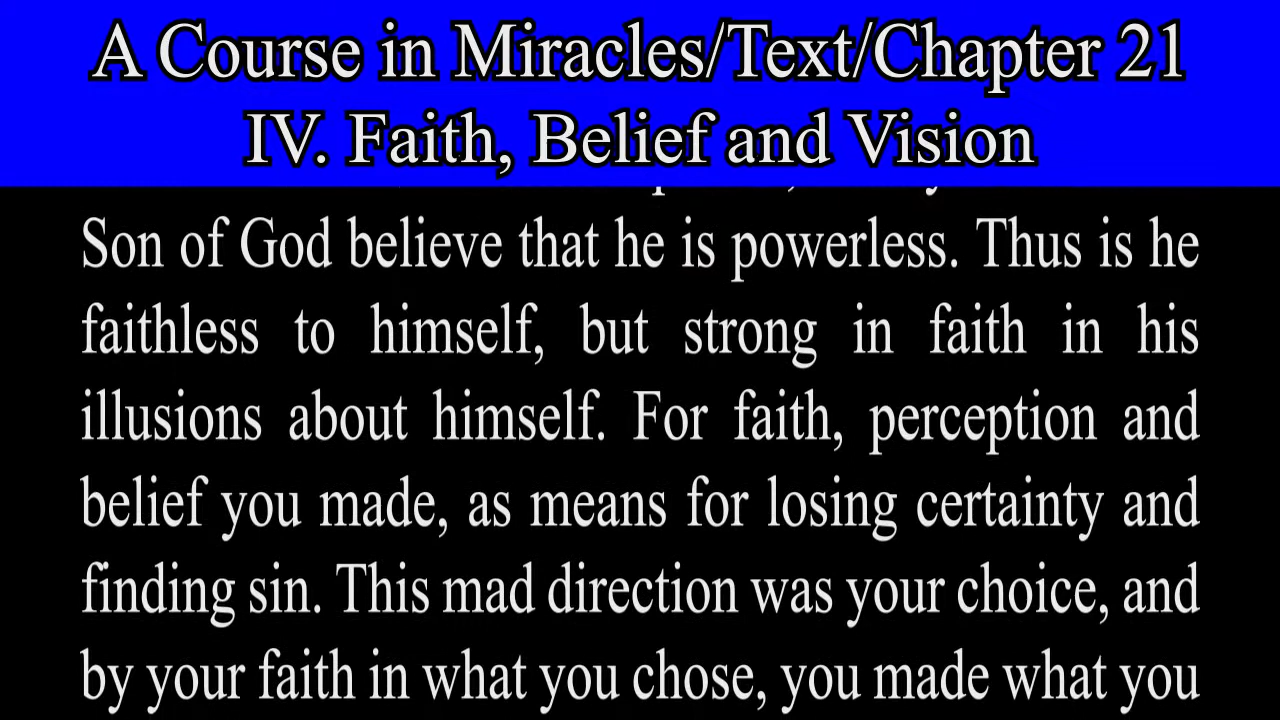 A Course in Miracles/Text/Chapter 21
IV. Faith, Belief and Vision
Son of God believe that he is powerless. Thus is he
faithless to himself, but strong in faith in his
illusions about himself. For faith, perception and
belief you made, as means for losing certainty and
finding sin. This mad direction was your choice, and
by your faith in what you chose, you made what you